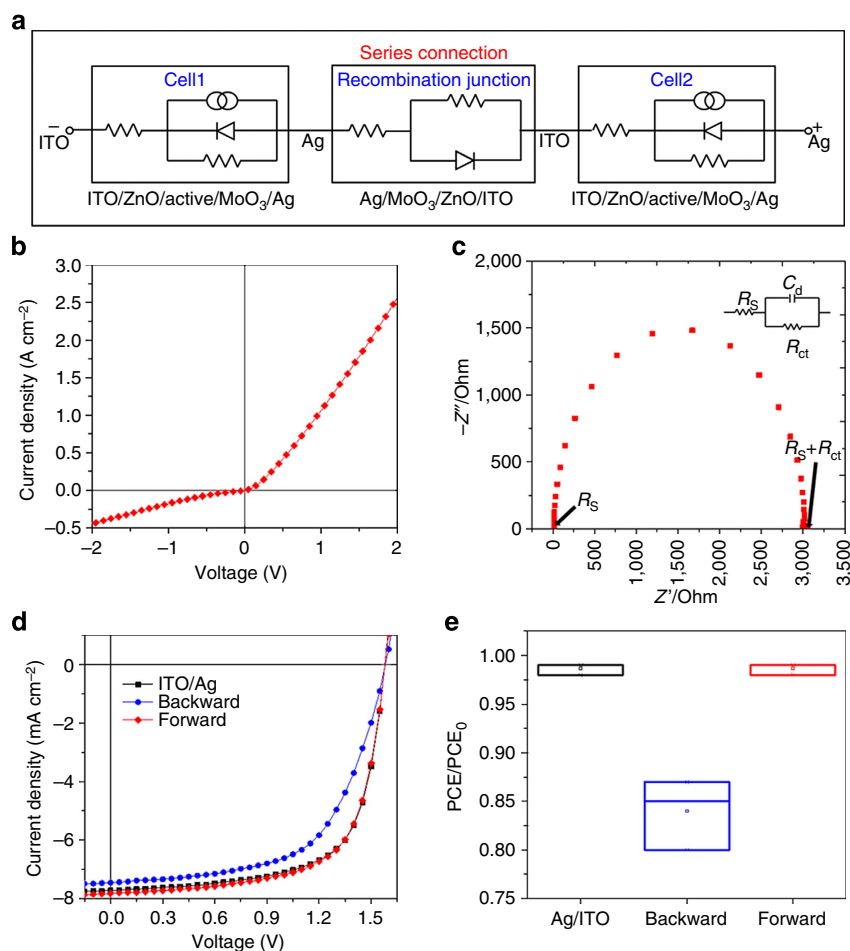 a
Series connection
Cell1
Recombination junction
Cell2
−
ITO
Ag
ITO
+
Ag
ITO/ZnO/active/MoO₃/Ag
Ag/MoO₃/ZnO/ITO
ITO/ZnO/active/MoO₃/Ag
b
3.0
2.5
2.0
1.5
1.0
0.5
0.0
−0.5
−2
−1
0
1
2
Current density (A cm⁻²)
Voltage (V)
c
2,000
1,500
1,000
500
0
0
500
1,000
1,500
2,000
2,500
3,000
3.500
−Z″/Ohm
Z′/Ohm
C_d
R_S
R_ct
R_S+R_ct
R_S
d
0
−2
−4
−6
−8
0.0
0.3
0.6
0.9
1.2
1.5
Current density (mA cm⁻²)
Voltage (V)
ITO/Ag
Backward
Forward
e
1.00
0.95
0.90
0.85
0.80
0.75
PCE/PCE₀
Ag/ITO
Backward
Forward